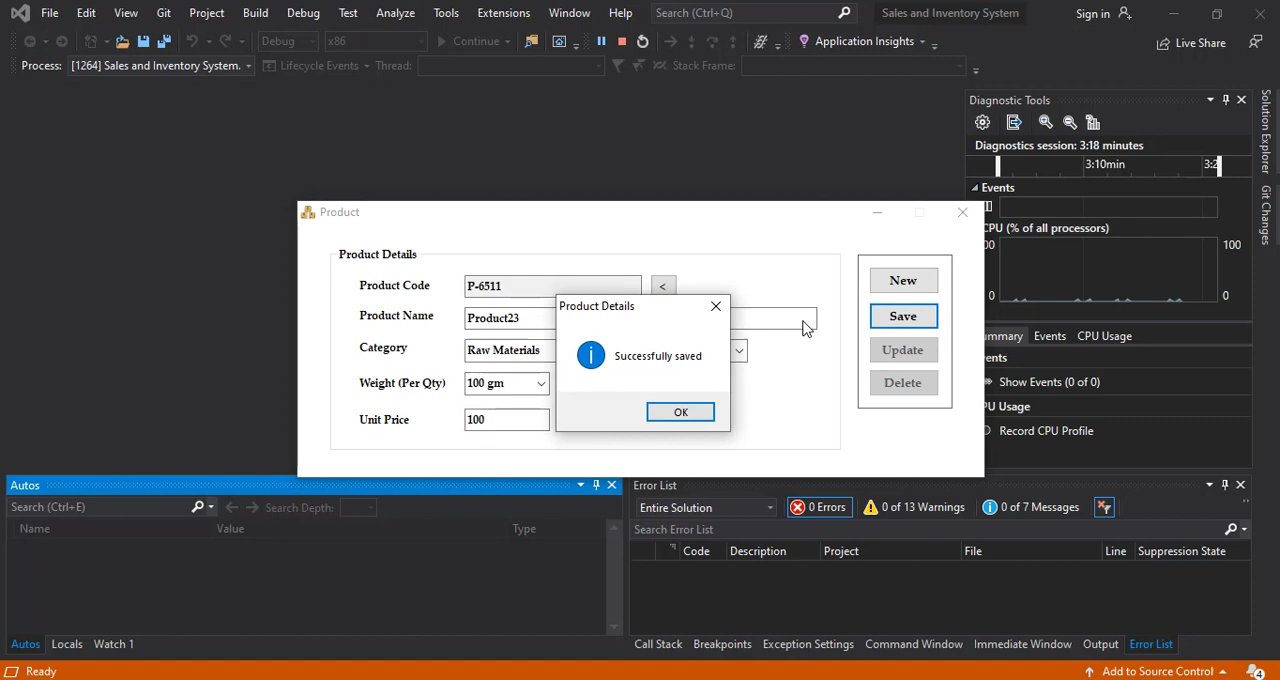 File Edit View Git Project Build Debug Test Analyze Tools Extensions Window Help Search (Ctrl+Q) Sales and Inventory System Sign in
Debug x86 Continue Application Insights Live Share
Process: [1264] Sales and Inventory System. Lifecycle Events Thread: Stack Frame:
Diagnostic Tools
Diagnostics session: 3:18 minutes
3:10min 3:2
Events
CPU (% of all processors)
00 100
0 0
ummary Events CPU Usage
ents
Show Events (0 of 0)
PU Usage
Record CPU Profile
Solution Explorer
Git Changes
Product
Product Details
Product Code P-6511 <
Product Name Product23
Category Raw Materials
Weight (Per Qty) 100 gm
Unit Price 100
New
Save
Update
Delete
Product Details
Successfully saved
OK
Autos
Search (Ctrl+E) Search Depth:
Name Value Type
Autos Locals Watch 1
Error List
Entire Solution 0 Errors 0 of 13 Warnings 0 of 7 Messages
Search Error List
Code Description Project File Line Suppression State
Call Stack Breakpoints Exception Settings Command Window Immediate Window Output Error List
Ready Add to Source Control 4